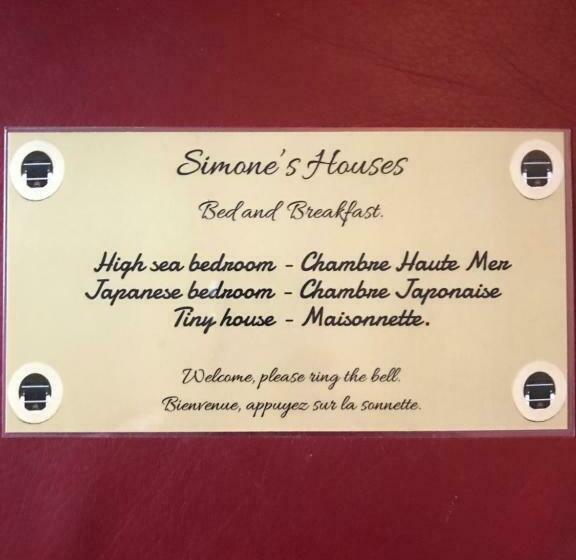 Simone's Houses
Bed and Breakfast.
High sea bedroom - Chambre Haute Mer
Japanese bedroom - Chambre Japonaise
Tiny house - Maisonnette.
Welcome, please ring the bell.
Bienvenue, appuyez sur la sonnette.